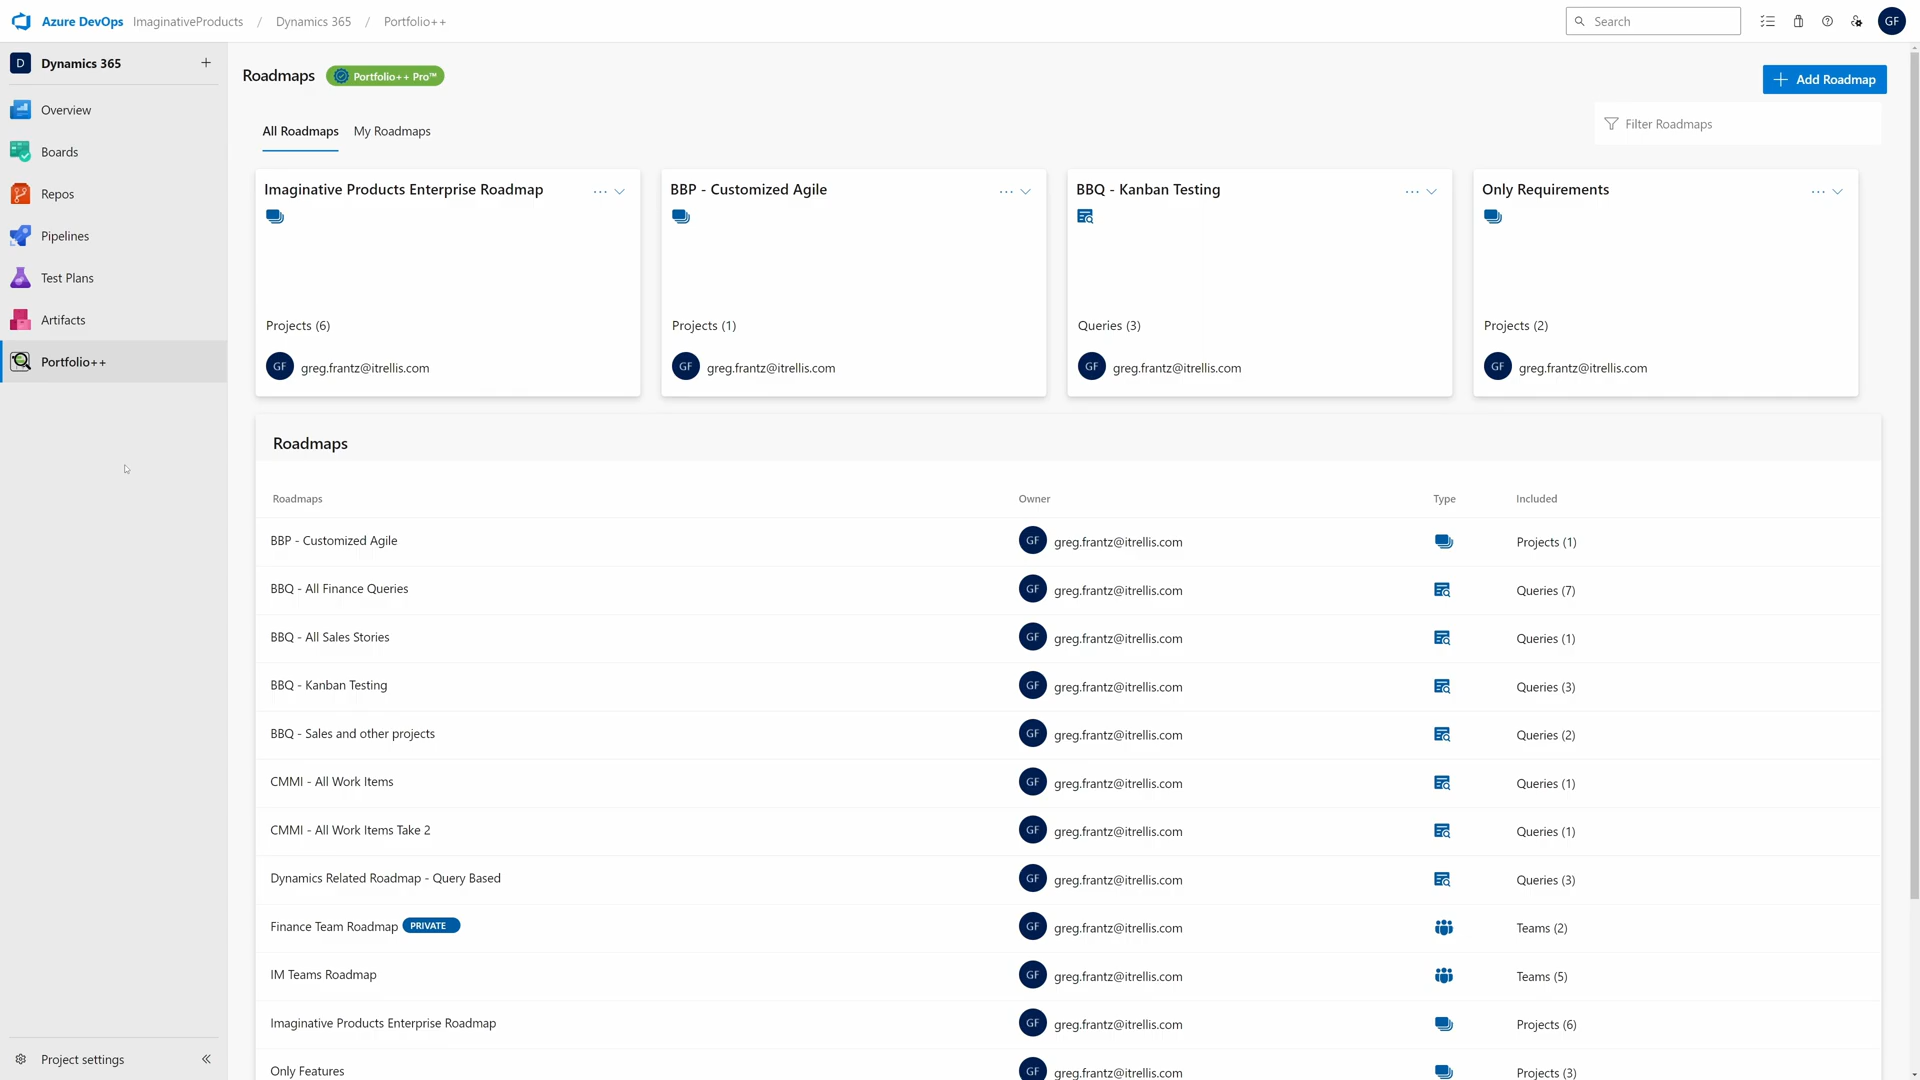 Azure DevOps ImaginativeProducts / Dynamics 365 / Portfolio++ Search GF
D Dynamics 365 +
Overview
Boards
Repos
Pipelines
Test Plans
Artifacts
Portfolio++
Project settings
Roadmaps Portfolio++ Pro™
Add Roadmap
All Roadmaps My Roadmaps
Filter Roadmaps
Imaginative Products Enterprise Roadmap
Projects (6)
GF greg.frantz@itrellis.com
BBP - Customized Agile
Projects (1)
GF greg.frantz@itrellis.com
BBQ - Kanban Testing
Queries (3)
GF greg.frantz@itrellis.com
Only Requirements
Projects (2)
GF greg.frantz@itrellis.com
Roadmaps
Roadmaps Owner Type Included
BBP - Customized Agile GF greg.frantz@itrellis.com Projects (1)
BBQ - All Finance Queries GF greg.frantz@itrellis.com Queries (7)
BBQ - All Sales Stories GF greg.frantz@itrellis.com Queries (1)
BBQ - Kanban Testing GF greg.frantz@itrellis.com Queries (3)
BBQ - Sales and other projects GF greg.frantz@itrellis.com Queries (2)
CMMI - All Work Items GF greg.frantz@itrellis.com Queries (1)
CMMI - All Work Items Take 2 GF greg.frantz@itrellis.com Queries (1)
Dynamics Related Roadmap - Query Based GF greg.frantz@itrellis.com Queries (3)
Finance Team Roadmap PRIVATE GF greg.frantz@itrellis.com Teams (2)
IM Teams Roadmap GF greg.frantz@itrellis.com Teams (5)
Imaginative Products Enterprise Roadmap GF greg.frantz@itrellis.com Projects (6)
Only Features GF greg.frantz@itrellis.com Projects (3)